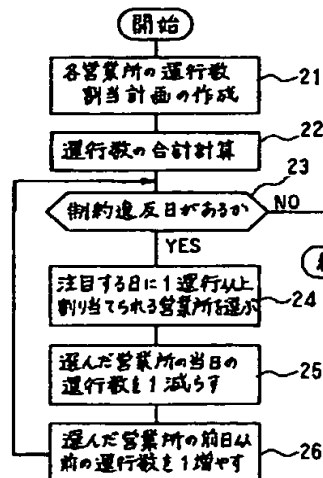 開始
各営業所の運行数
割当計画の作成
21
運行数の合計計算
22
制約違反日があるか
23
NO
YES
注目する日に1運行以上
割り当てられる営業所を選ぶ
24
選んだ営業所の当日の
運行数を1減らす
25
選んだ営業所の前日以
前の運行数を1増やす
26